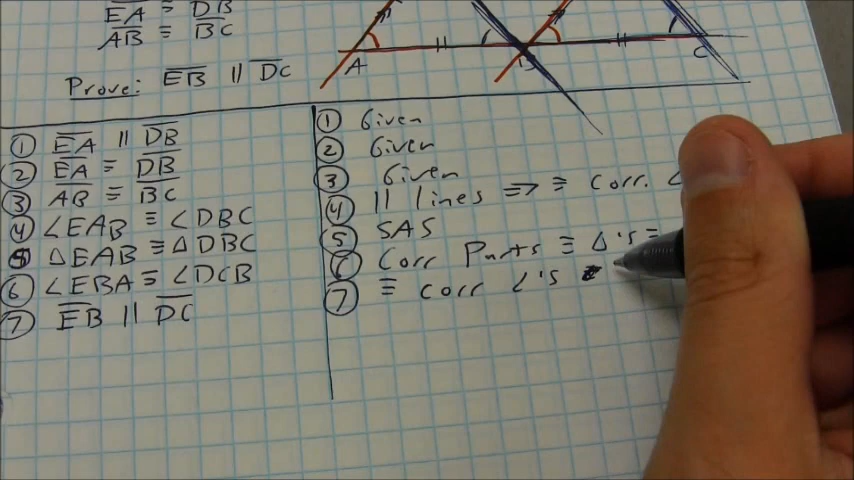 EA ≅ DB
AB ≅ BC
Prove: EB || DC
A
B
C
① EA || DB
② EA ≅ DB
③ AB ≅ BC
④ ∠EAB ≅ ∠DBC
5 △EAB ≅ △DBC
⑥ ∠EBA ≅ ∠DCB
⑦ EB || DC
① Given
② Given
③ Given
④ || lines => ≅ corr. ∠
⑤ SAS
⑥ Corr Parts ≅ △'s ≅
⑦ ≅ corr ∠'s